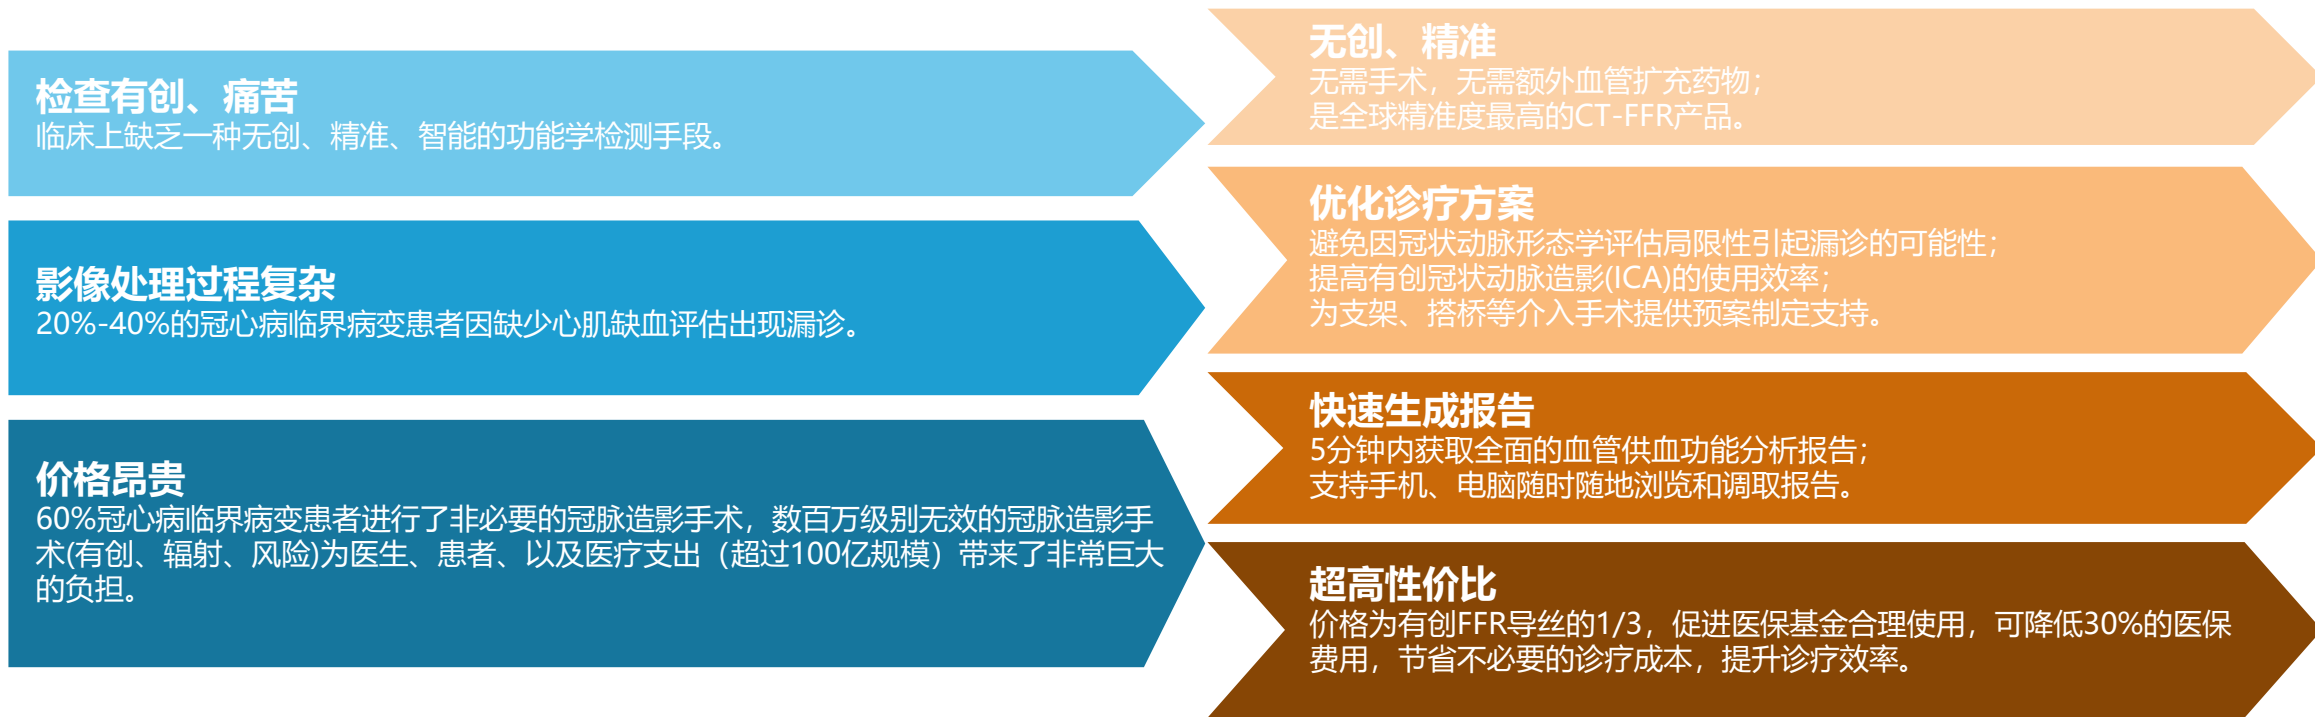 检查有创、痛苦
临床上缺乏一种无创、精准、智能的功能学检测手段。
影像处理过程复杂
20%-40%的冠心病临界病变患者因缺少心肌缺血评估出现漏诊。
价格昂贵
60%冠心病临界病变患者进行了非必要的冠脉造影手术，数百万级别无效的冠脉造影手
术(有创、辐射、风险)为医生、患者、以及医疗支出（超过100亿规模）带来了非常巨大
的负担。
无创、精准
无需手术，无需额外血管扩充药物；
是全球精准度最高的CT-FFR产品。
优化诊疗方案
避免因冠状动脉形态学评估局限性引起漏诊的可能性；
提高有创冠状动脉造影(ICA)的使用效率；
为支架、搭桥等介入手术提供预案制定支持。
快速生成报告
5分钟内获取全面的血管供血功能分析报告；
支持手机、电脑随时随地浏览和调取报告。
超高性价比
价格为有创FFR导丝的1/3，促进医保基金合理使用，可降低30%的医保
费用，节省不必要的诊疗成本，提升诊疗效率。